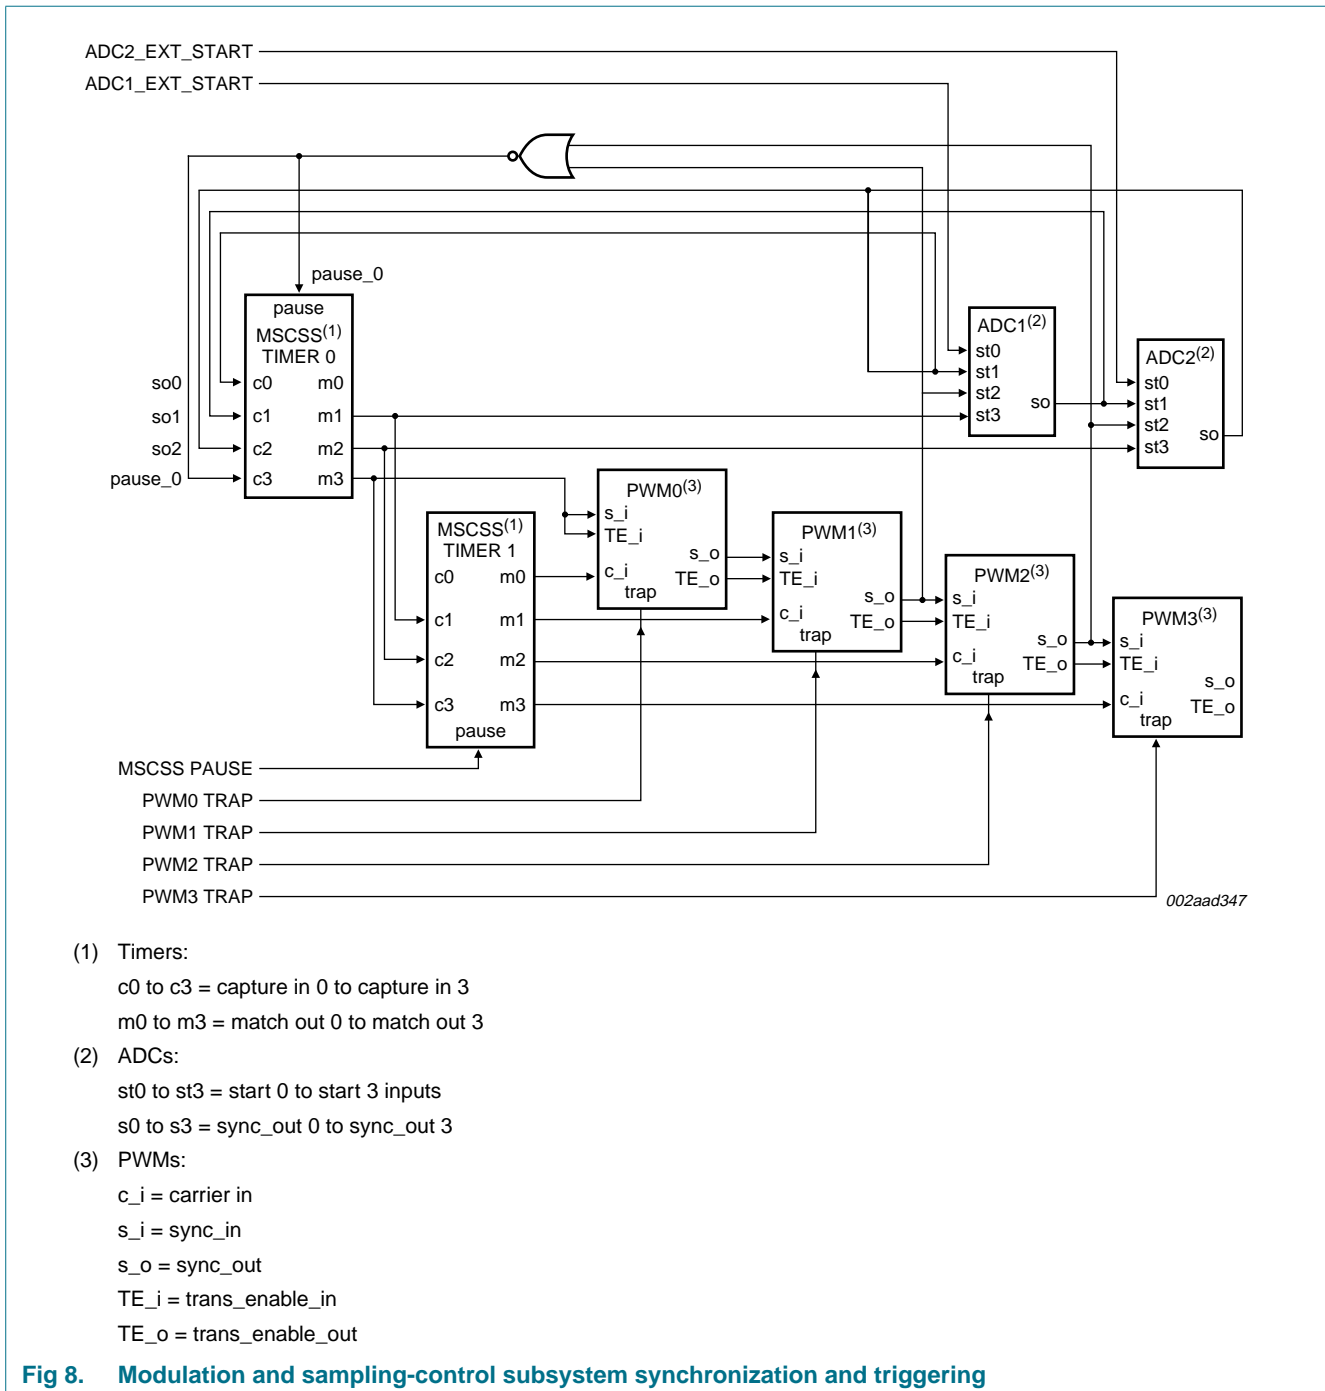 ADC2_EXT_START
ADC1_EXT_START
pause_0
pause
MSCSS(1)
TIMER 0
so0
c0 m0
so1
c1 m1
so2
c2 m2
pause_0
c3 m3
ADC1(2)
st0
st1
st2
so
st3
ADC2(2)
st0
st1
st2
so
st3
MSCSS(1)
TIMER 1
c0 m0
c1 m1
c2 m2
c3 m3
pause
PWM0(3)
s_i
TE_i
s_o
TE_o
c_i
trap
PWM1(3)
s_i
TE_i
s_o
TE_o
c_i
trap
PWM2(3)
s_i
TE_i
s_o
TE_o
c_i
trap
PWM3(3)
s_i
TE_i
s_o
TE_o
c_i
trap
MSCSS PAUSE
PWM0 TRAP
PWM1 TRAP
PWM2 TRAP
PWM3 TRAP
002aad347
(1) Timers:
c0 to c3 = capture in 0 to capture in 3
m0 to m3 = match out 0 to match out 3
(2) ADCs:
st0 to st3 = start 0 to start 3 inputs
s0 to s3 = sync_out 0 to sync_out 3
(3) PWMs:
c_i = carrier in
s_i = sync_in
s_o = sync_out
TE_i = trans_enable_in
TE_o = trans_enable_out
Fig 8. Modulation and sampling-control subsystem synchronization and triggering